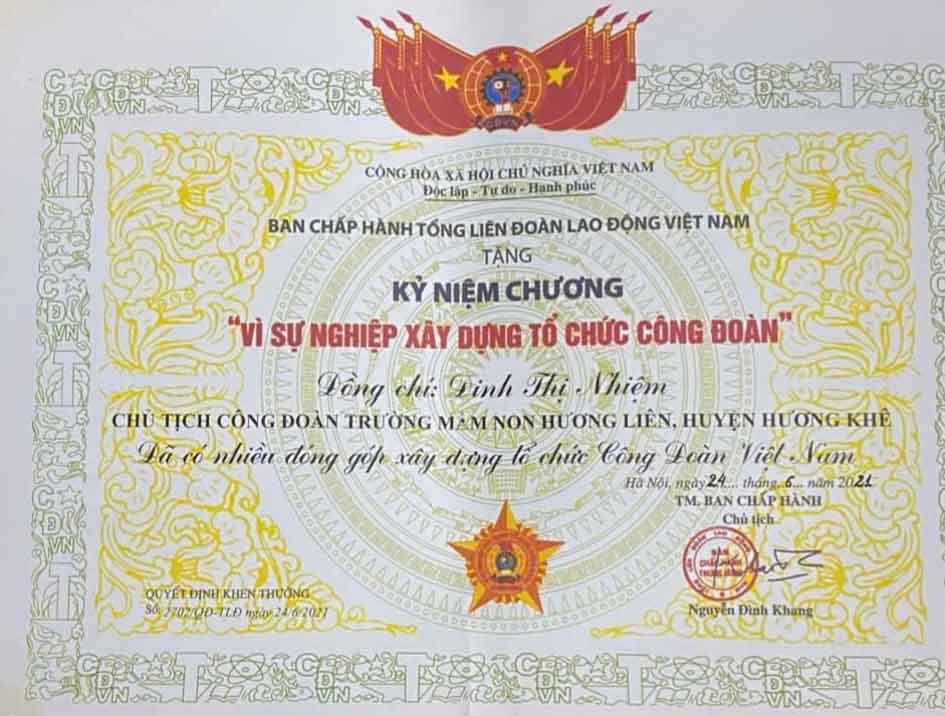 CỘNG HÒA XÃ HỘI CHỦ NGHĨA VIỆT NAM
Độc lập - Tự do - Hạnh phúc
BAN CHẤP HÀNH TỔNG LIÊN ĐOÀN LAO ĐỘNG VIỆT NAM
TẶNG
KỶ NIỆM CHƯƠNG
"VÌ SỰ NGHIỆP XÂY DỰNG TỔ CHỨC CÔNG ĐOÀN"
Đồng chí: Đinh Thị Nhiệm
CHỦ TỊCH CÔNG ĐOÀN TRƯỜNG MẦM NON HƯƠNG LIÊN, HUYỆN HƯƠNG KHÊ
Đã có nhiều đóng góp xây dựng tổ chức Công Đoàn Việt Nam
Hà Nội, ngày 24... tháng..6... năm 2021
TM. BAN CHẤP HÀNH
Chủ tịch
QUYẾT ĐỊNH KHEN THƯỞNG
Số 2702/QĐ-TLĐ ngày 24/6/2021
Nguyễn Đình Khang